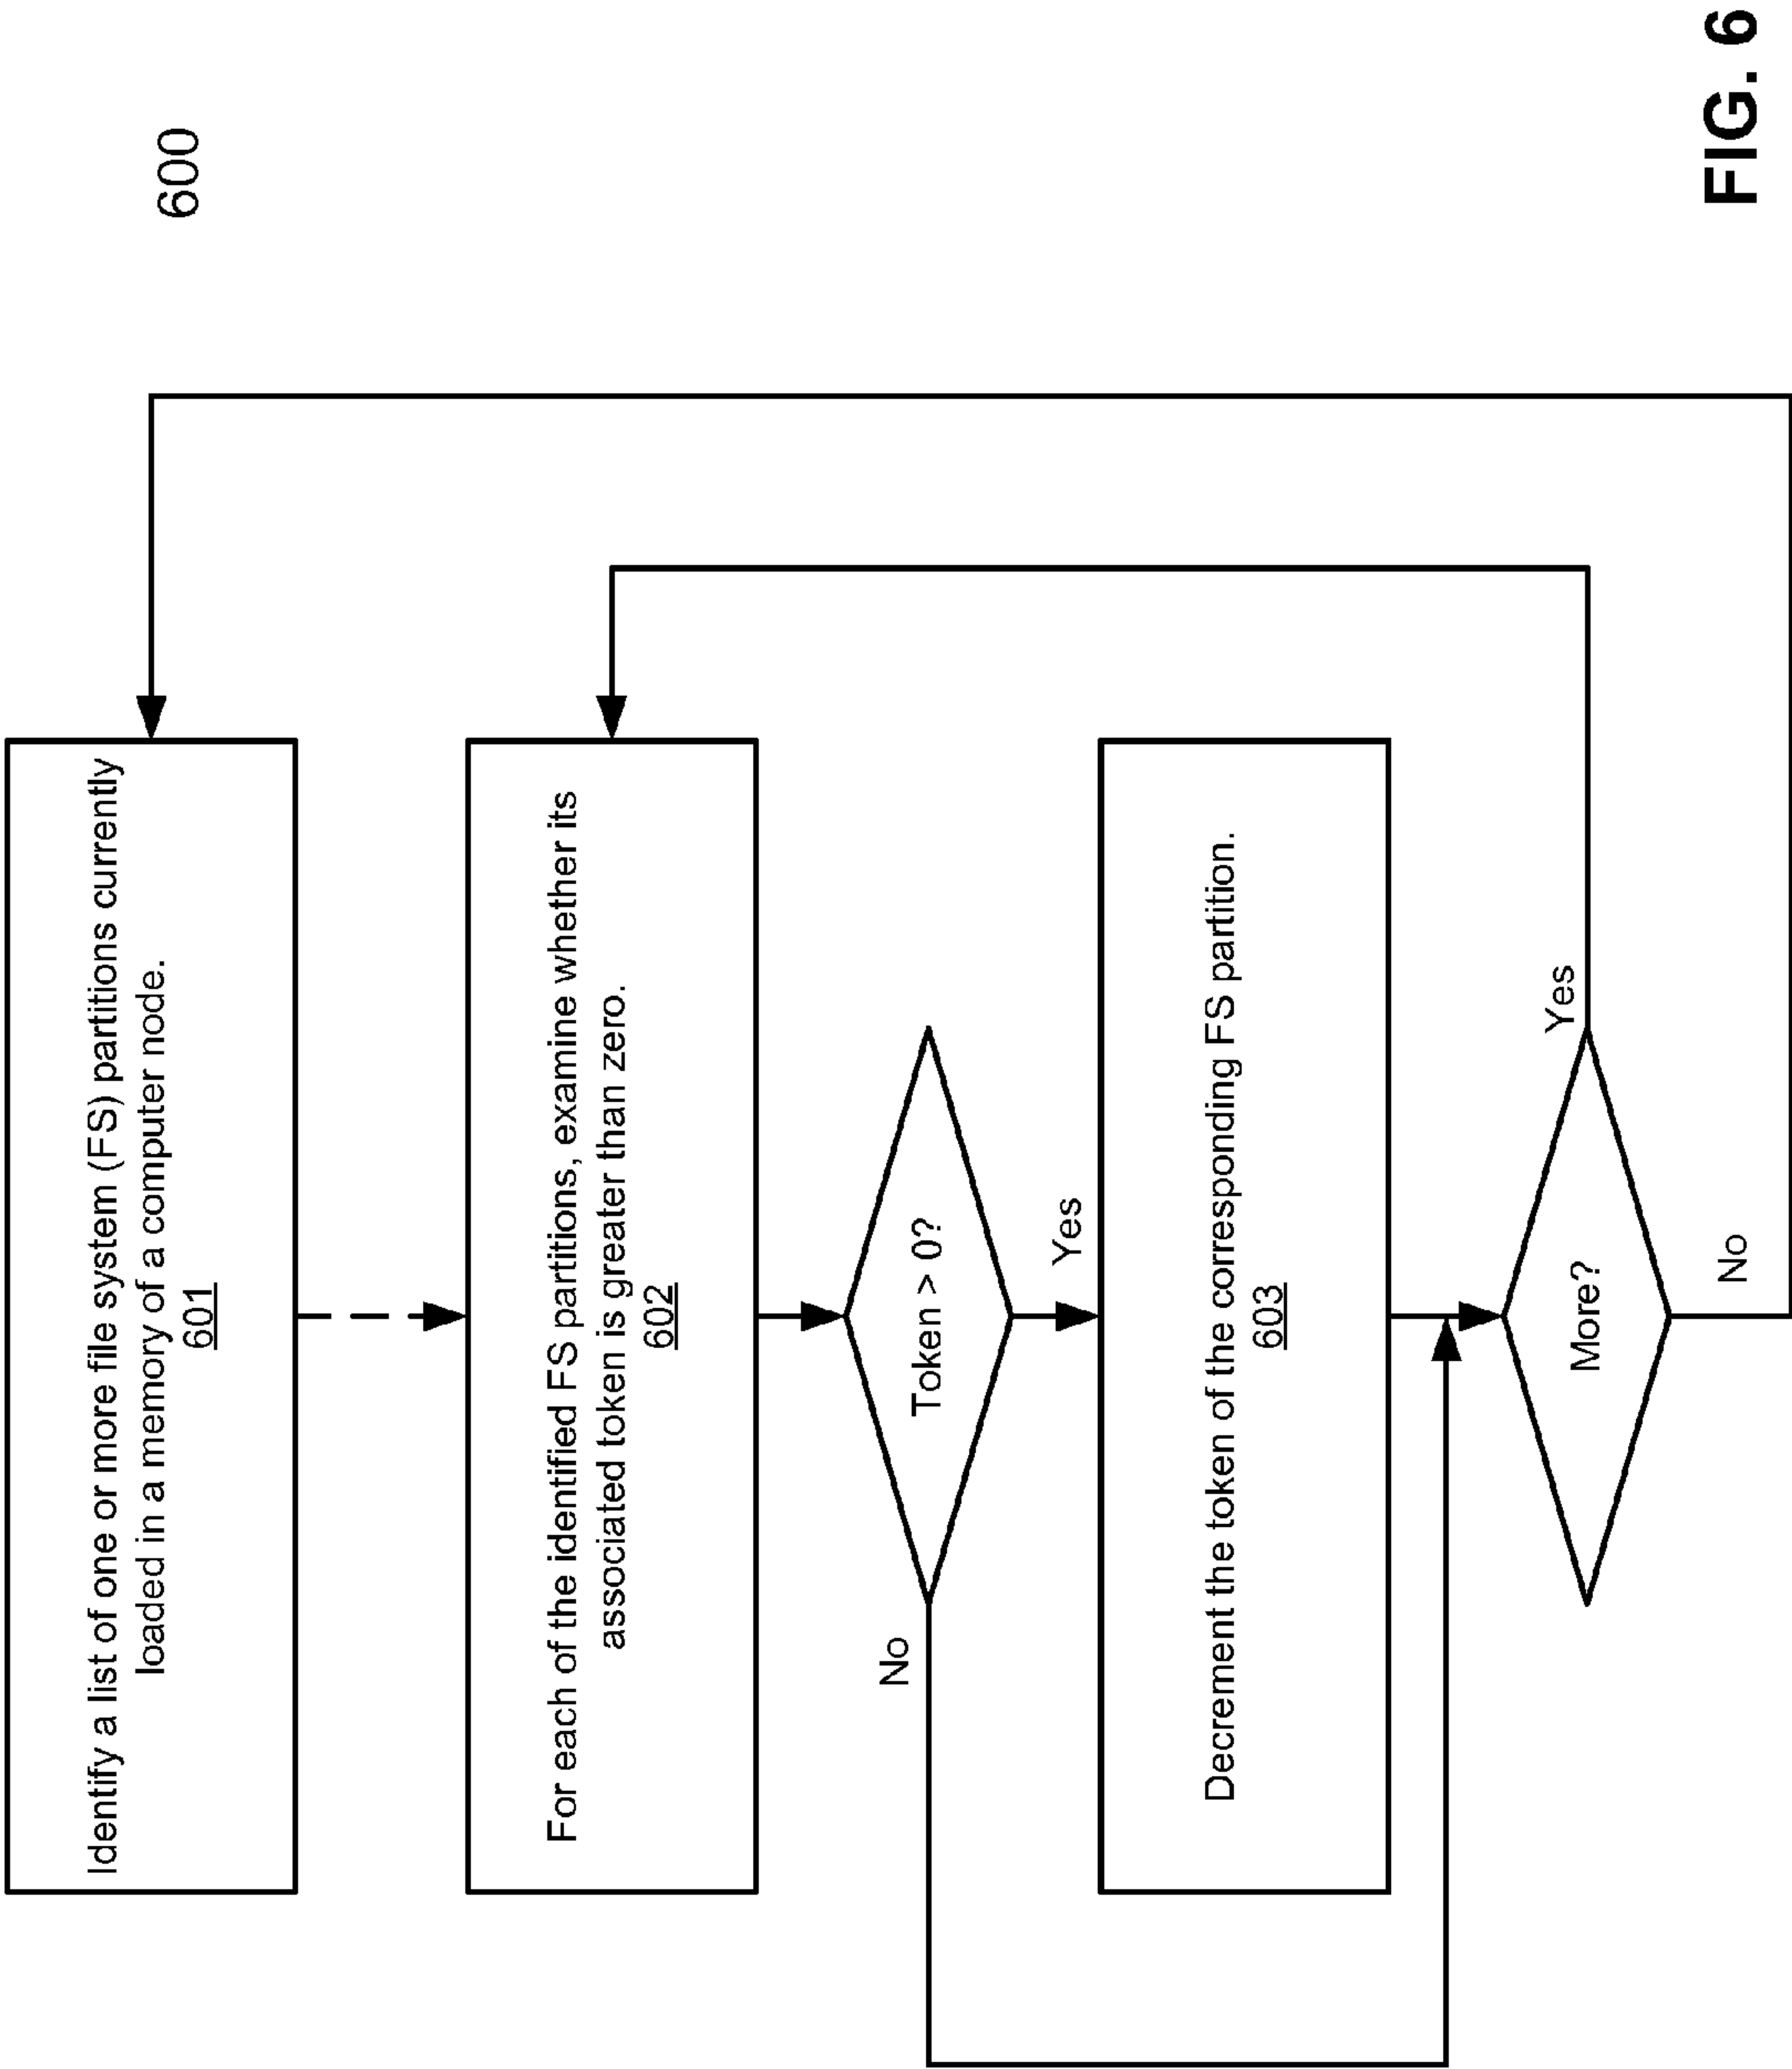 600
Identify a list of one or more file system (FS) partitions currently
loaded in a memory of a computer node.
601
For each of the identified FS partitions, examine whether its
associated token is greater than zero.
602
Token > 0?
No
Yes
Decrement the token of the corresponding FS partition.
603
More?
Yes
No
FIG. 6